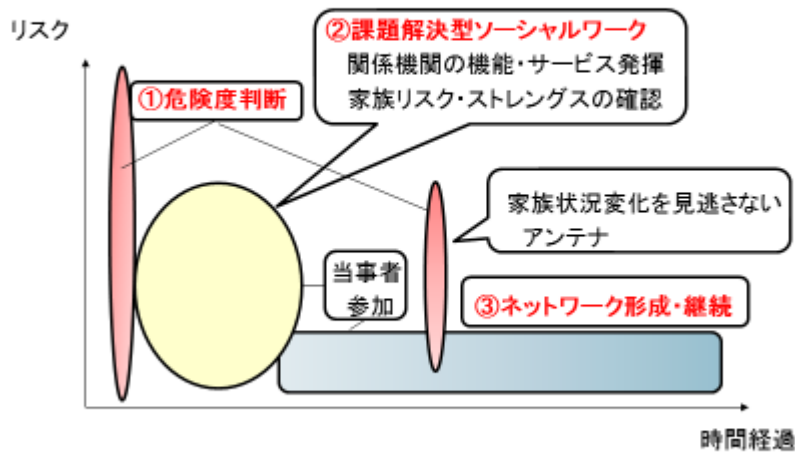 リスク
②課題解決型ソーシャルワーク
関係機関の機能・サービス発揮
家族リスク・ストレングスの確認
①危険度判断
家族状況変化を見逃さない
アンテナ
当事者
参加
③ネットワーク形成・継続
時間経過